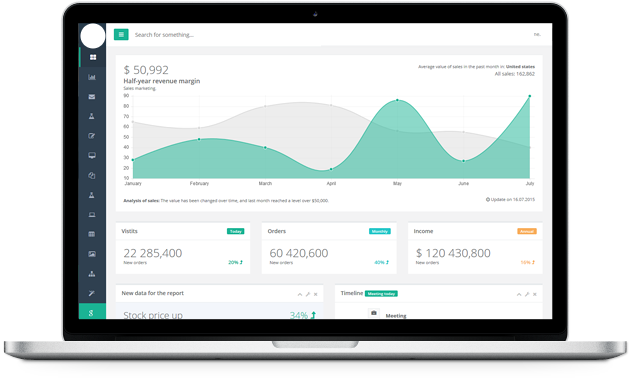 Search for something...
$ 50,992
Half-year revenue margin
Sales marketing.
Average value of sales in the past month in: United states
All sales: 162,862
90
80
70
60
50
40
30
20
10
January February March April May June July
Analysis of sales: The value has been changed over time, and last month reached a level over $50,000.
Update on 16.07.2015
Vistits Today
22 285,400
New orders 20%
Orders Monthly
60 420,600
New orders 40%
Income Annual
$ 120 430,800
New orders 16%
New data for the report
Stock price up 34%
Timeline Meeting today
Meeting